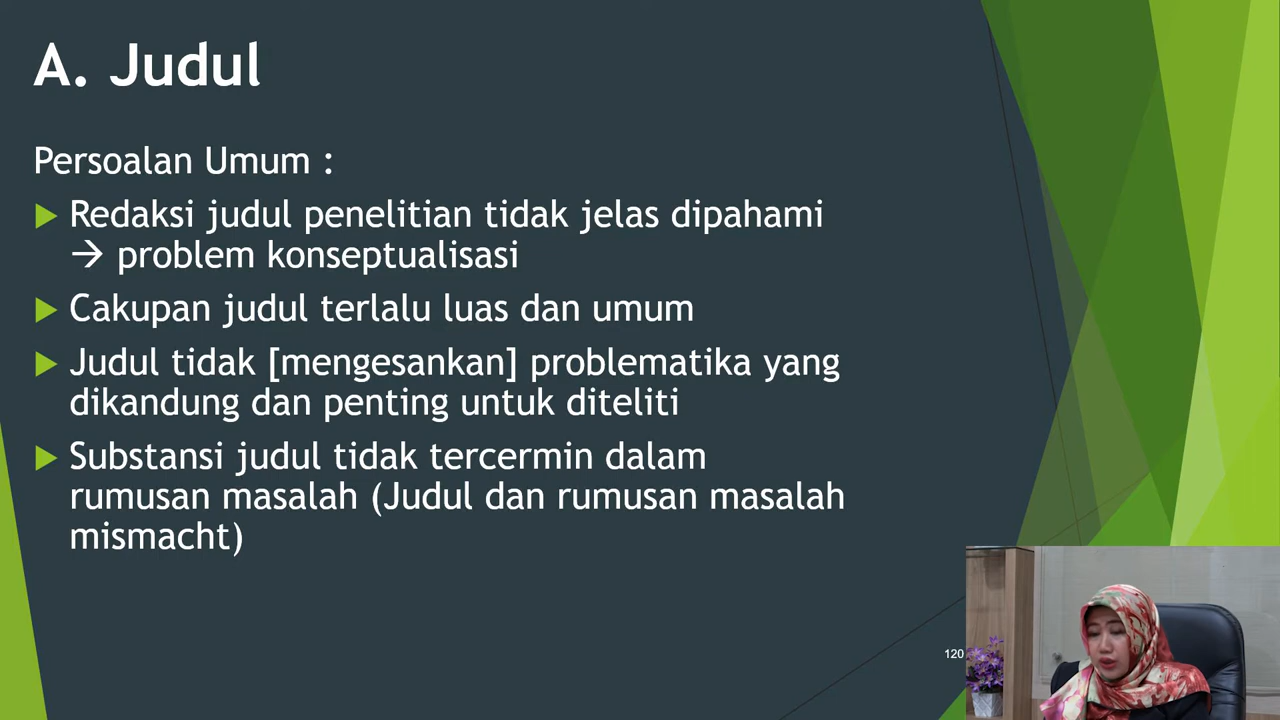 A. Judul
Persoalan Umum :
Redaksi judul penelitian tidak jelas dipahami
→ problem konseptualisasi
Cakupan judul terlalu luas dan umum
Judul tidak [mengesankan] problematika yang
dikandung dan penting untuk diteliti
Substansi judul tidak tercermin dalam
rumusan masalah (Judul dan rumusan masalah
mismacht)
120